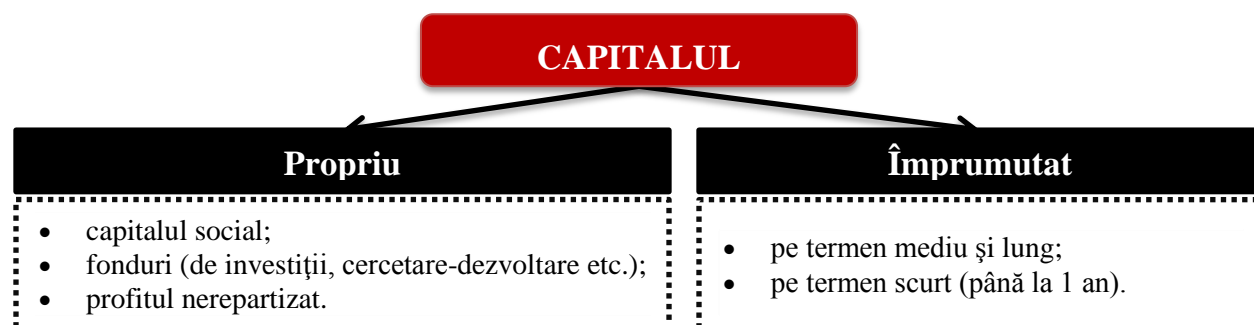 CAPITALUL
Propriu
• capitalul social;
• fonduri (de investiţii, cercetare-dezvoltare etc.);
• profitul nerepartizat.
Împrumutat
• pe termen mediu şi lung;
• pe termen scurt (până la 1 an).